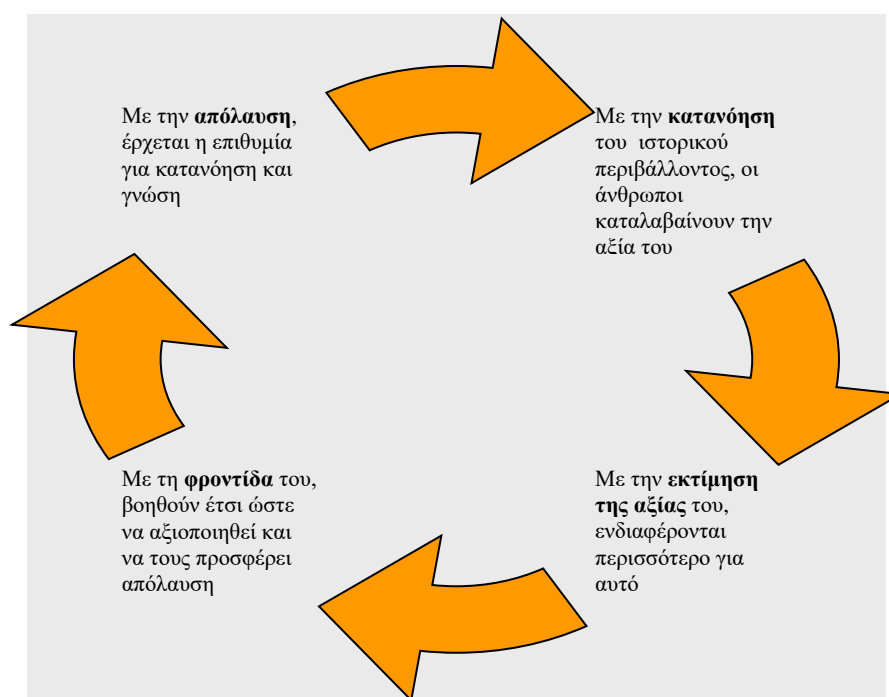 Με την απόλαυση,
έρχεται η επιθυμία
για κατανόηση και
γνώση
Με την κατανόηση
του ιστορικού
περιβάλλοντος, οι
άνθρωποι
καταλαβαίνουν την
αξία του
Με τη φροντίδα του,
βοηθούν έτσι ώστε
να αξιοποιηθεί και
να τους προσφέρει
απόλαυση
Με την εκτίμηση
της αξίας του,
ενδιαφέρονται
περισσότερο για
αυτό